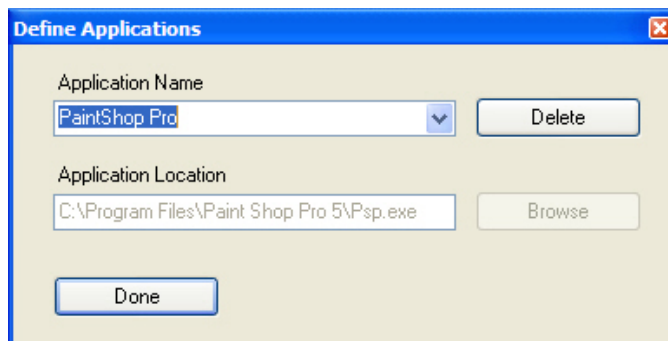 Define Applications
Application Name
PaintShop Pro
Delete
Application Location
C:\Program Files\Paint Shop Pro 5\Psp.exe
Browse
Done